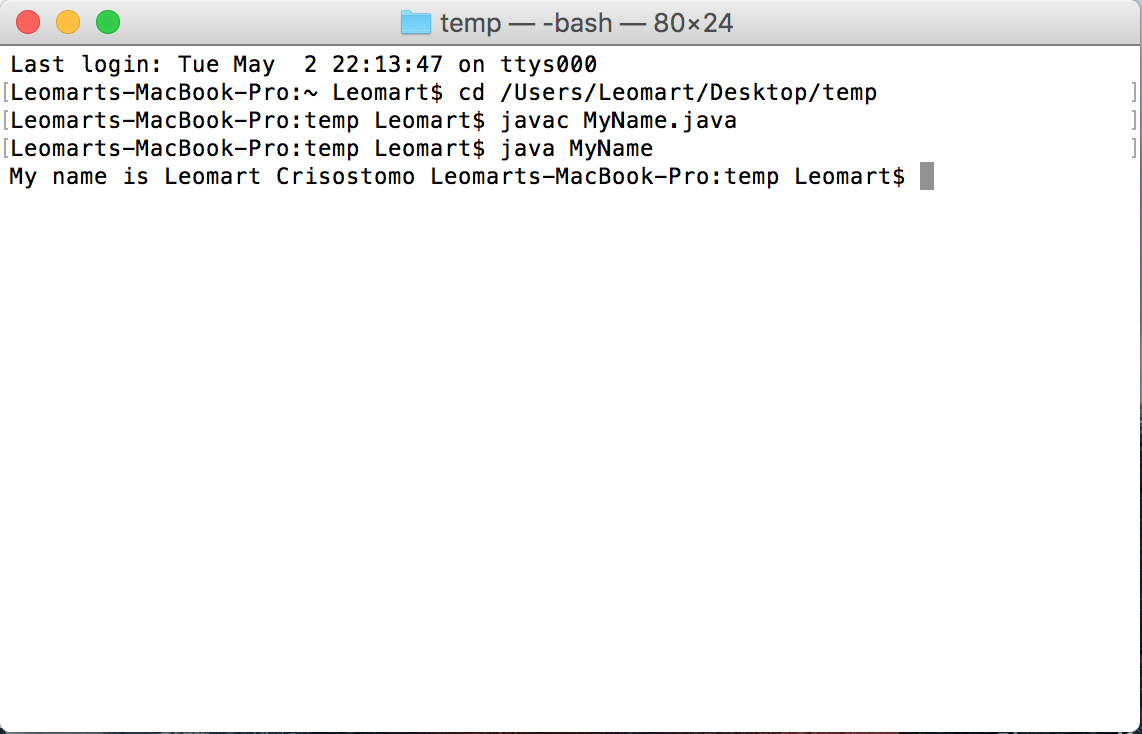 temp — -bash — 80×24
Last login: Tue May  2 22:13:47 on ttys000
[Leomarts-MacBook-Pro:~ Leomart$ cd /Users/Leomart/Desktop/temp ]
[Leomarts-MacBook-Pro:temp Leomart$ javac MyName.java ]
[Leomarts-MacBook-Pro:temp Leomart$ java MyName ]
My name is Leomart Crisostomo Leomarts-MacBook-Pro:temp Leomart$